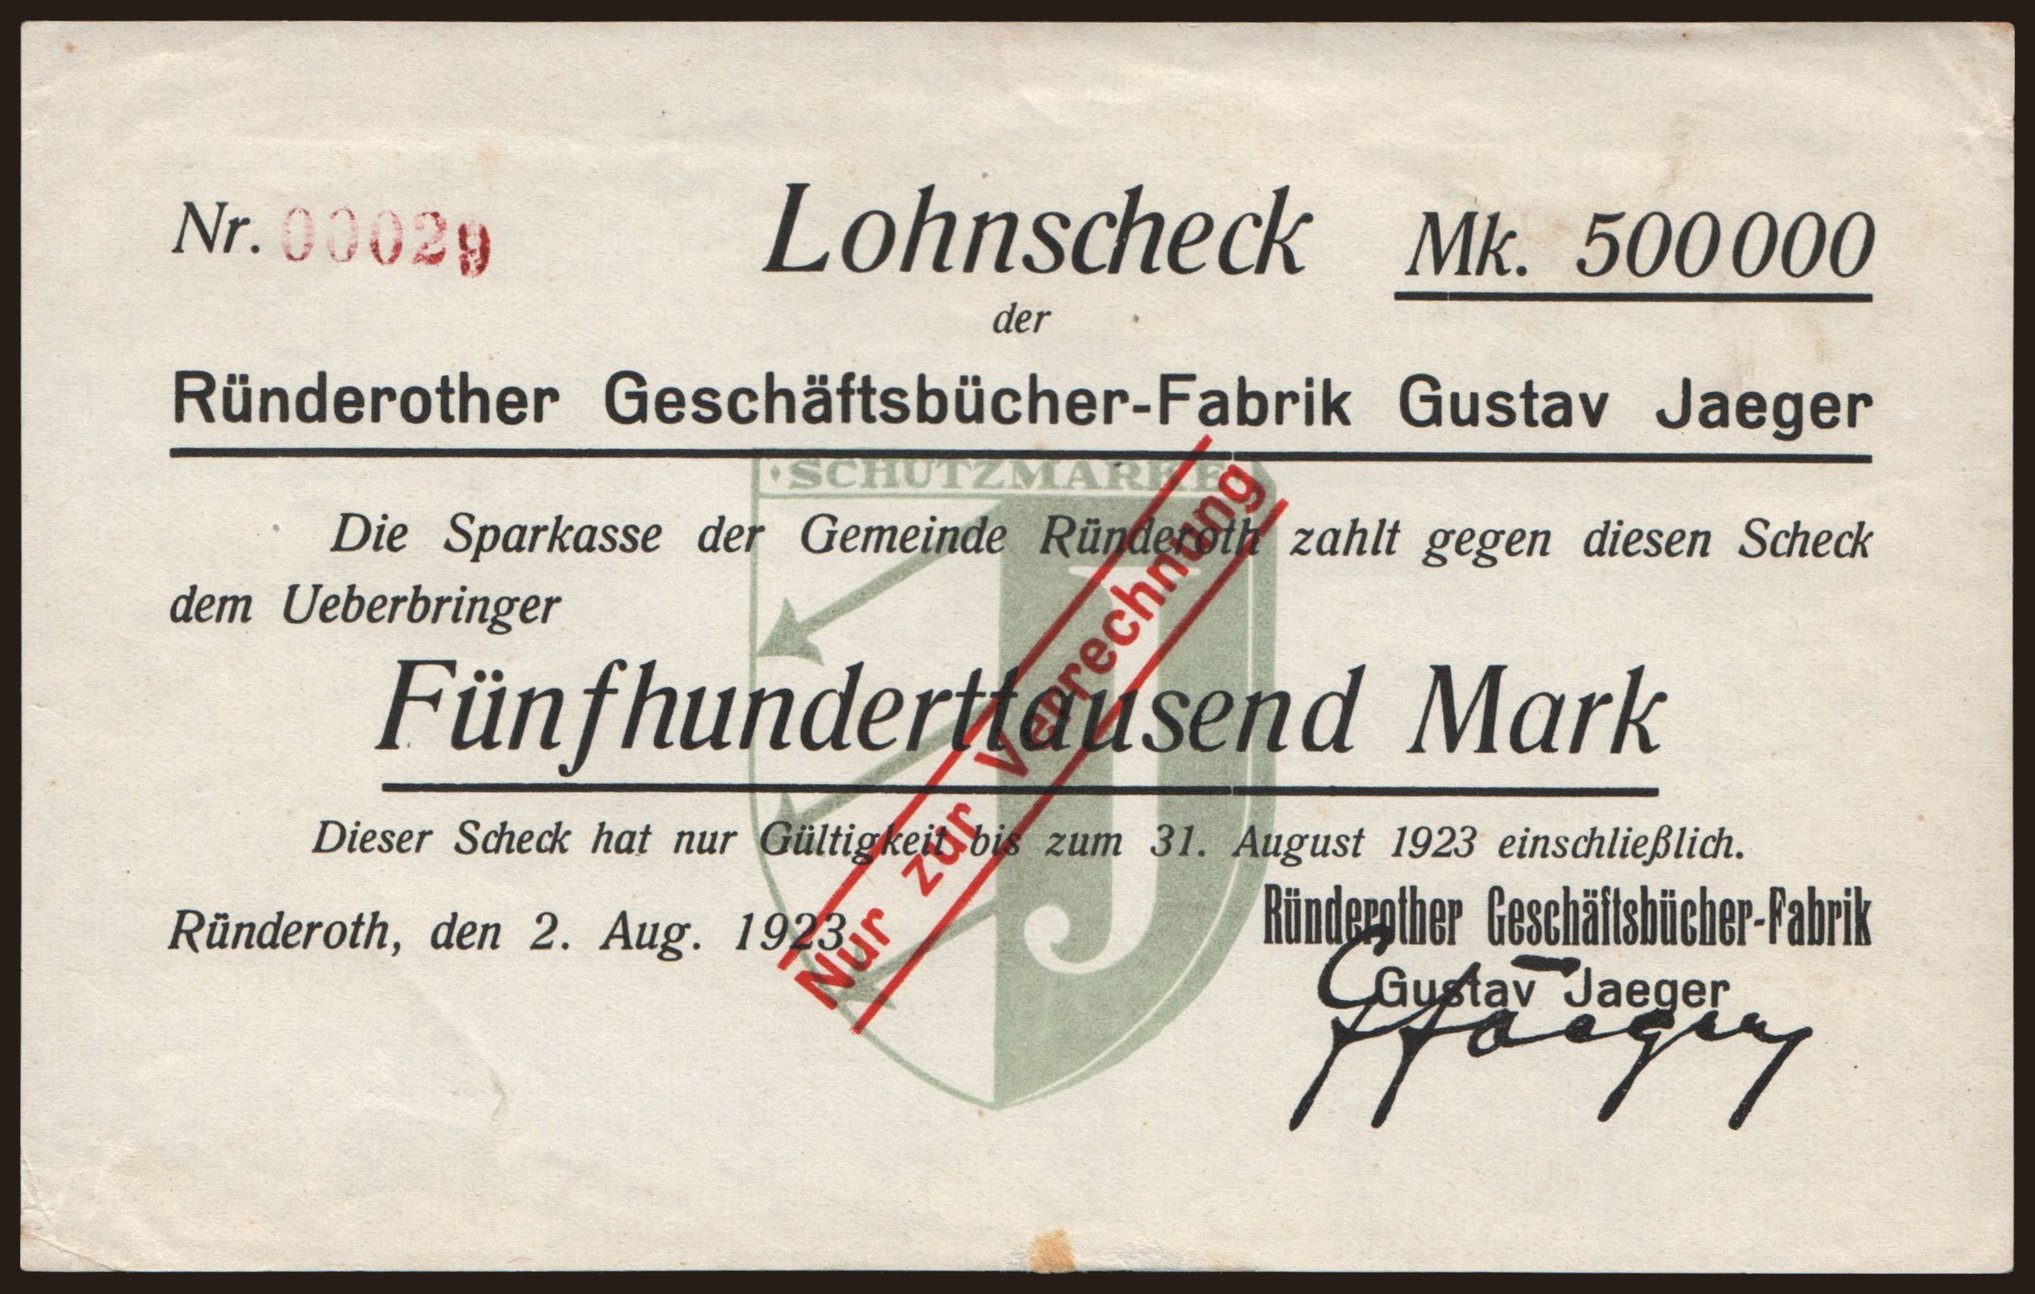 Nr. 00029 Lohnscheck Mk. 500000
der
Ründerother Geschäftsbücher-Fabrik Gustav Jaeger
·SCHUTZMARKE·
Die Sparkasse der Gemeinde Ründeroth zahlt gegen diesen Scheck
dem Ueberbringer
Fünfhunderttausend Mark
Nur zur Verrechnung
Dieser Scheck hat nur Gültigkeit bis zum 31. August 1923 einschließlich.
Ründeroth, den 2. Aug. 1923
Ründerother Geschäftsbücher-Fabrik
Gustav Jaeger
G Jaeger
J